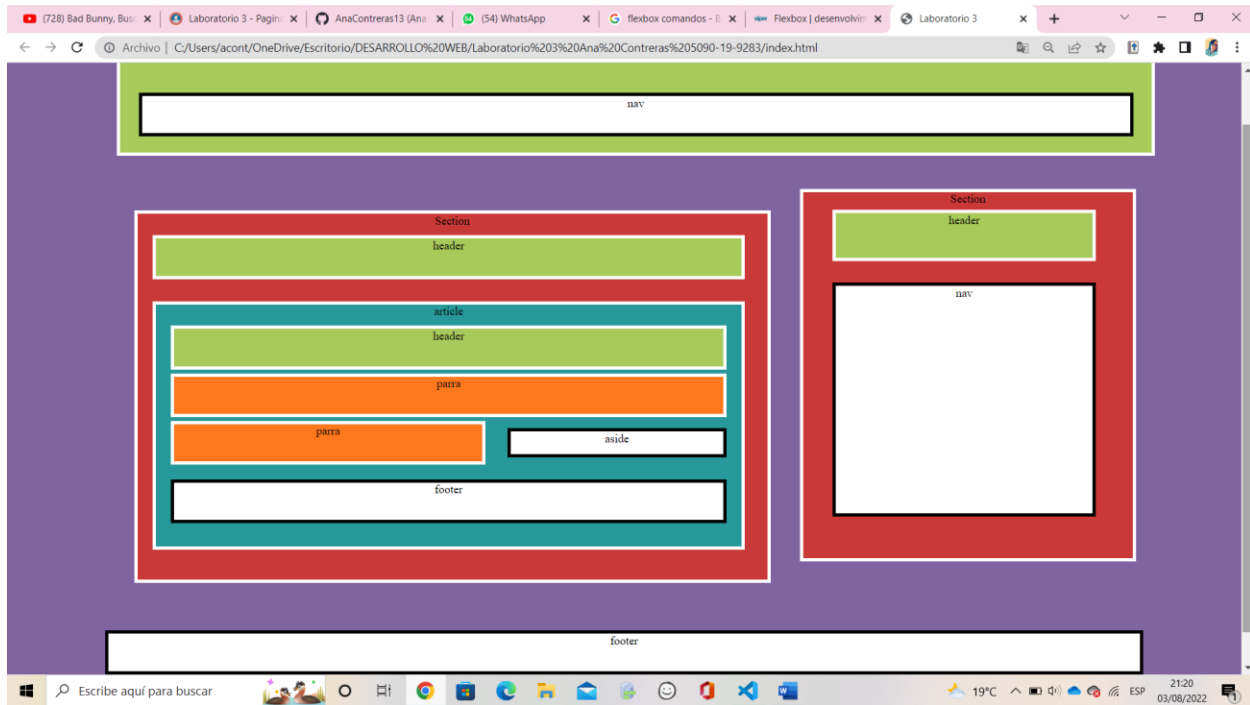 (728) Bad Bunny, Busc
Laboratorio 3 - Pagina
AnaContreras13 (Ana
(54) WhatsApp
flexbox comandos - B
Flexbox | desenvolvim
Laboratorio 3
Archivo | C:/Users/acont/OneDrive/Escritorio/DESARROLLO%20WEB/Laboratorio%203%20Ana%20Contreras%205090-19-9283/index.html
nav
Section
header
article
header
parra
parra
aside
footer
Section
header
nav
footer
Escribe aquí para buscar
19°C
ESP
21:20
03/08/2022